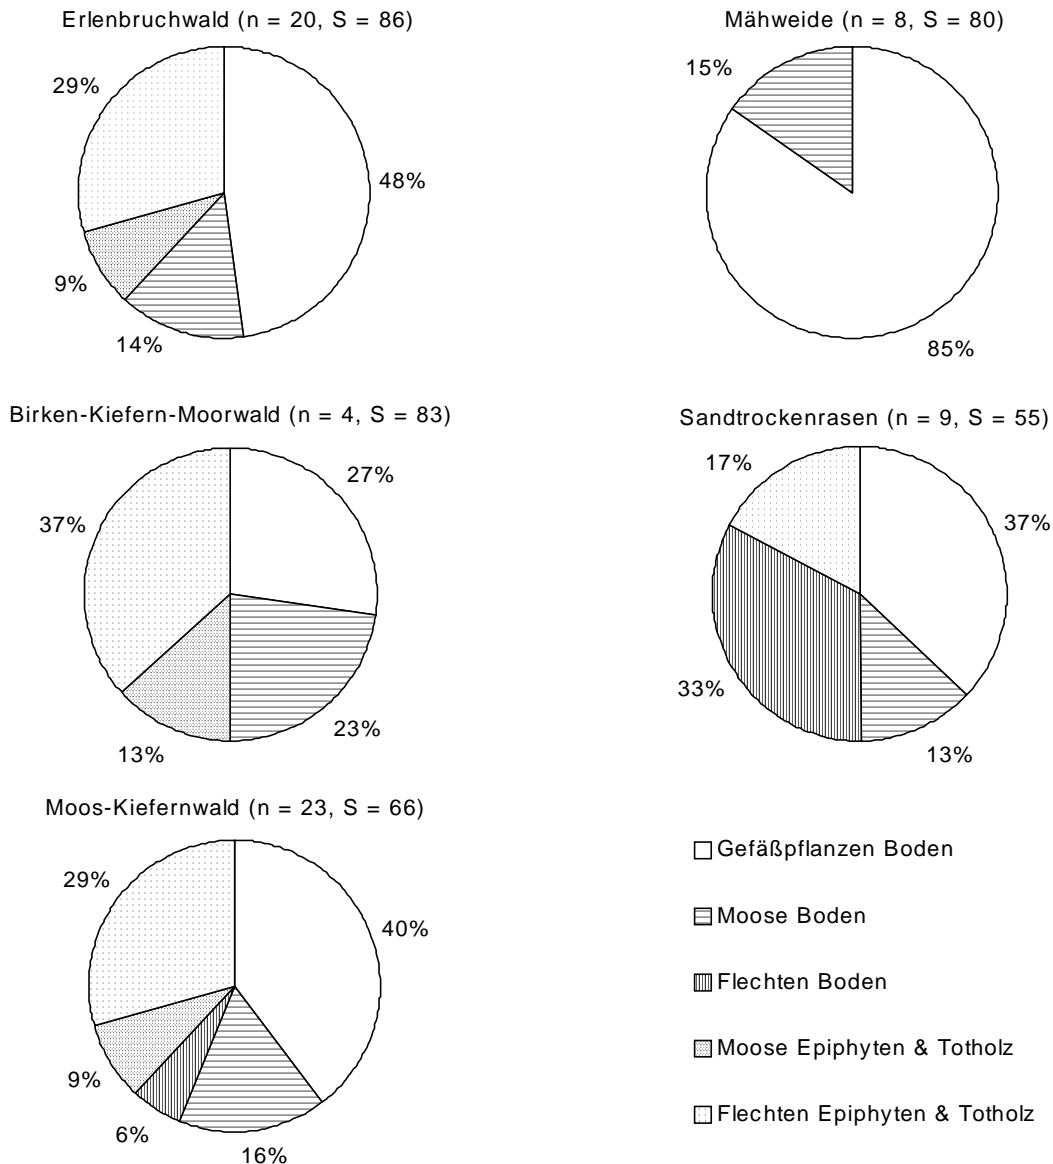 Erlenbruchwald (n = 20, S = 86)
29%
48%
9%
14%
Mähweide (n = 8, S = 80)
15%
85%
Birken-Kiefern-Moorwald (n = 4, S = 83)
27%
37%
23%
13%
Sandtrockenrasen (n = 9, S = 55)
17%
37%
33%
13%
Moos-Kiefernwald (n = 23, S = 66)
29%
40%
9%
6%
16%
Gefäßpflanzen Boden
Moose Boden
Flechten Boden
Moose Epiphyten & Totholz
Flechten Epiphyten & Totholz